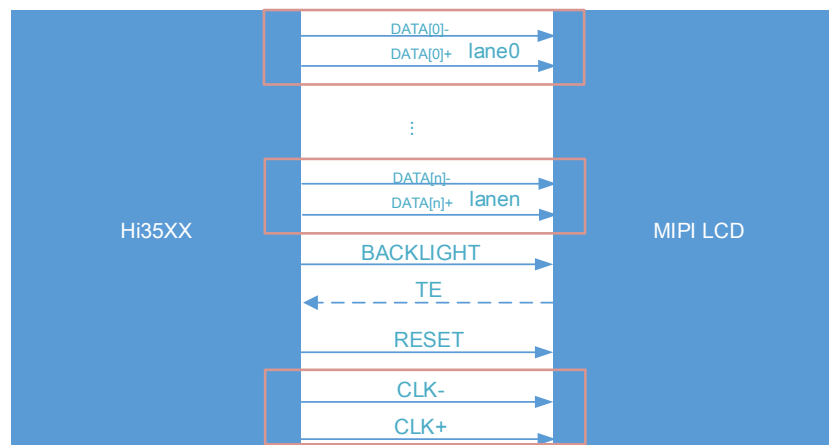 DATA[0]-
DATA[0]+ lane0
⋮
DATA[n]-
DATA[n]+ lanen
Hi35XX
MIPI LCD
BACKLIGHT
TE
RESET
CLK-
CLK+